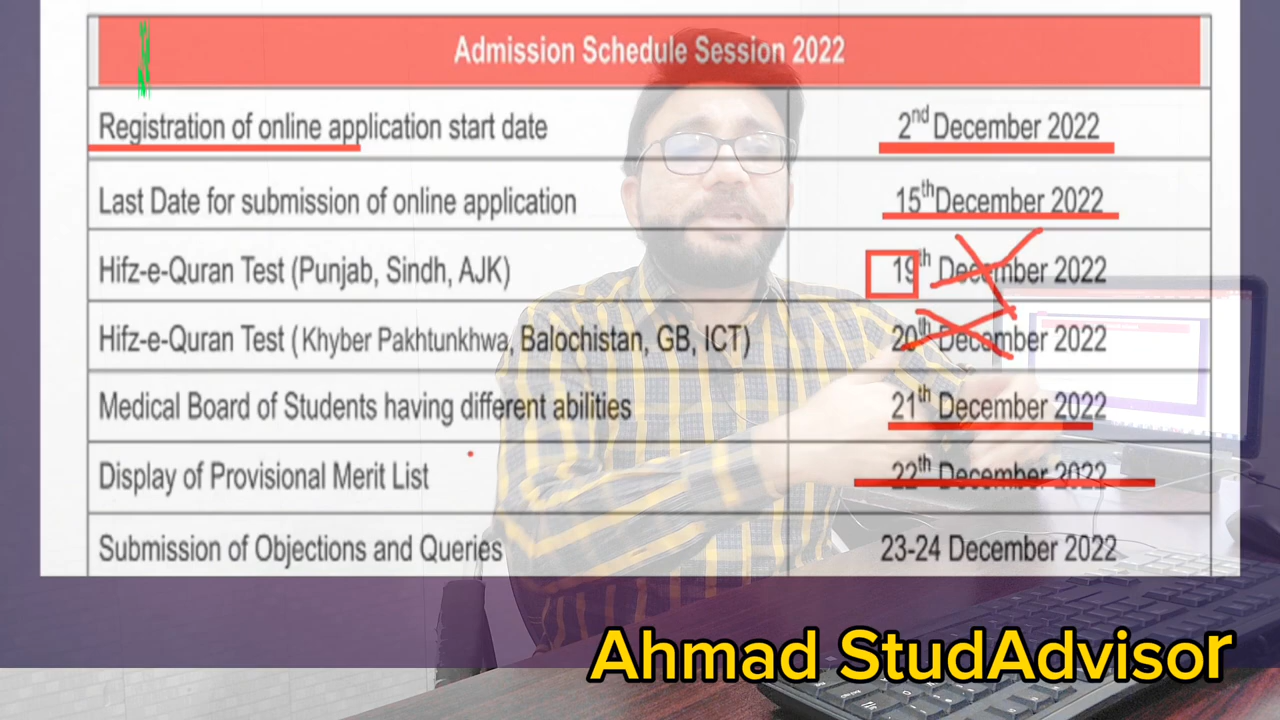 Admission Schedule Session 2022
Registration of online application start date 2nd December 2022
Last Date for submission of online application 15th December 2022
Hifz-e-Quran Test (Punjab, Sindh, AJK) 19th December 2022
Hifz-e-Quran Test (Khyber Pakhtunkhwa, Balochistan, GB, ICT) 20th December 2022
Medical Board of Students having different abilities 21th December 2022
Display of Provisional Merit List 22th December 2022
Submission of Objections and Queries 23-24 December 2022
Ahmad StudAdvisor